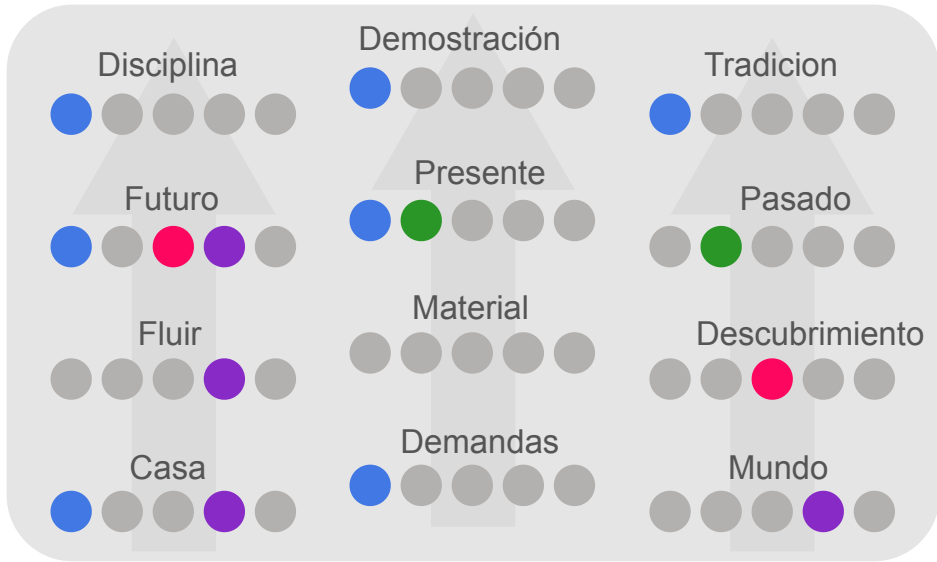 Disciplina
Demostración
Tradicion
Futuro
Presente
Pasado
Fluir
Material
Descubrimiento
Casa
Demandas
Mundo